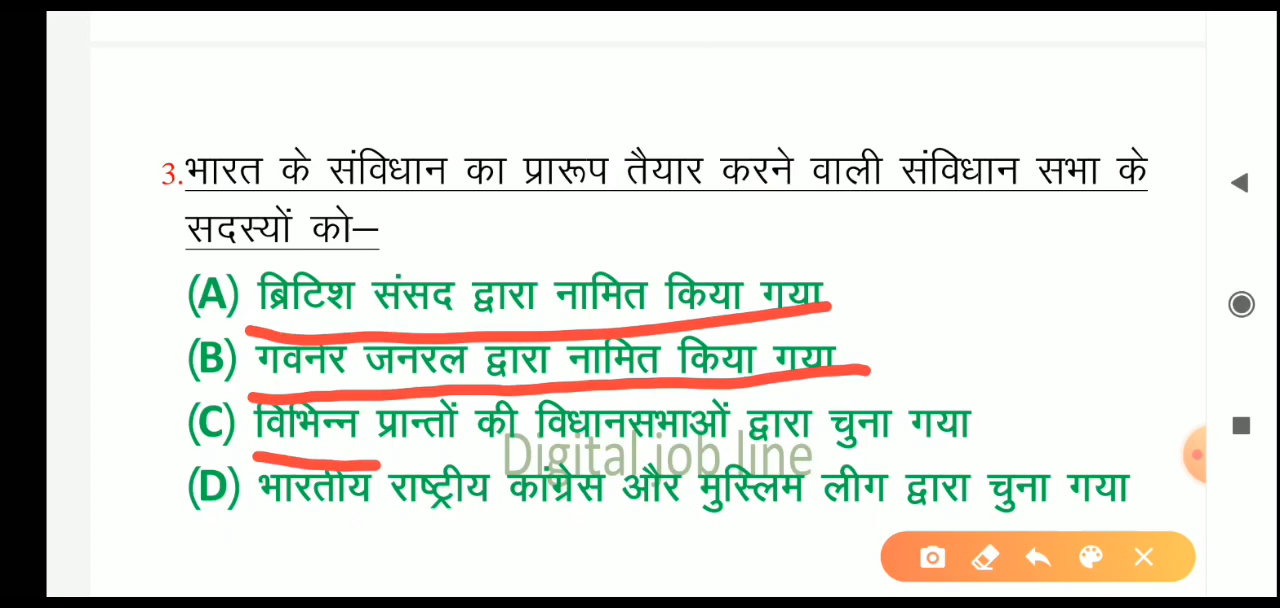 3.भारत के संविधान का प्रारूप तैयार करने वाली संविधान सभा के
सदस्यों को–
(A) ब्रिटिश संसद द्वारा नामित किया गया
(B) गवर्नर जनरल द्वारा नामित किया गया
(C) विभिन्न प्रान्तों की विधानसभाओं द्वारा चुना गया
Digital job line
(D) भारतीय राष्ट्रीय कांग्रेस और मुस्लिम लीग द्वारा चुना गया